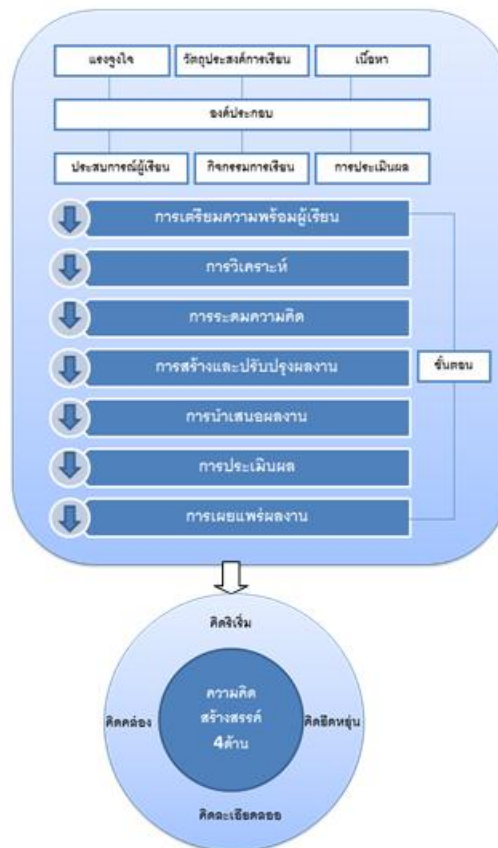 แรงจูงใจ
วัตถุประสงค์การเรียน
เนื้อหา
องค์ประกอบ
ประสบการณ์ผู้เรียน
กิจกรรมการเรียน
การประเมินผล
การเตรียมความพร้อมผู้เรียน
การวิเคราะห์
การระดมความคิด
การสร้างและปรับปรุงผลงาน
ขั้นตอน
การนำเสนอผลงาน
การประเมินผล
การเผยแพร่ผลงาน
คิดริเริ่ม
ความคิด
สร้างสรรค์
4ด้าน
คิดคล่อง
คิดยืดหยุ่น
คิดละเอียดลออ